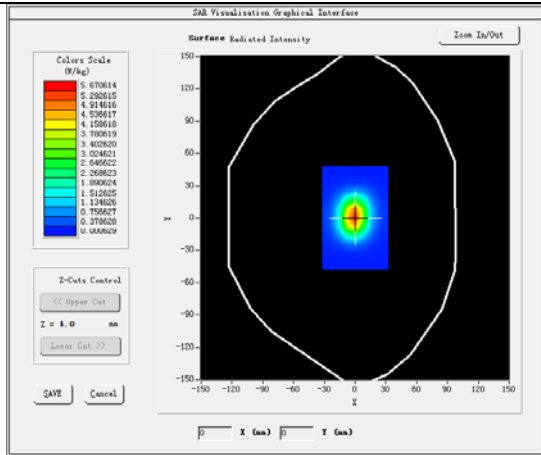 SAR Visualisation Graphical Interface
Surface Radiated Intensity
Zoom In/Out
Colors Scale
(W/kg)
5.670614
5.292615
4.914616
4.536617
4.158618
3.780619
3.402620
3.024621
2.646622
2.268623
1.890624
1.512625
1.134626
0.756627
0.378628
0.000629
150
120
90
60
30
0
-30
-60
-90
-120
-150
Y
-150 -120 -90 -60 -30 0 30 60 90 120 150
X
Z-Cuts Control
<< Upper Cut
Z = 4.0 mm
Lower Cut >>
SAVE Cancel
0 X (mm) 0 Y (mm)